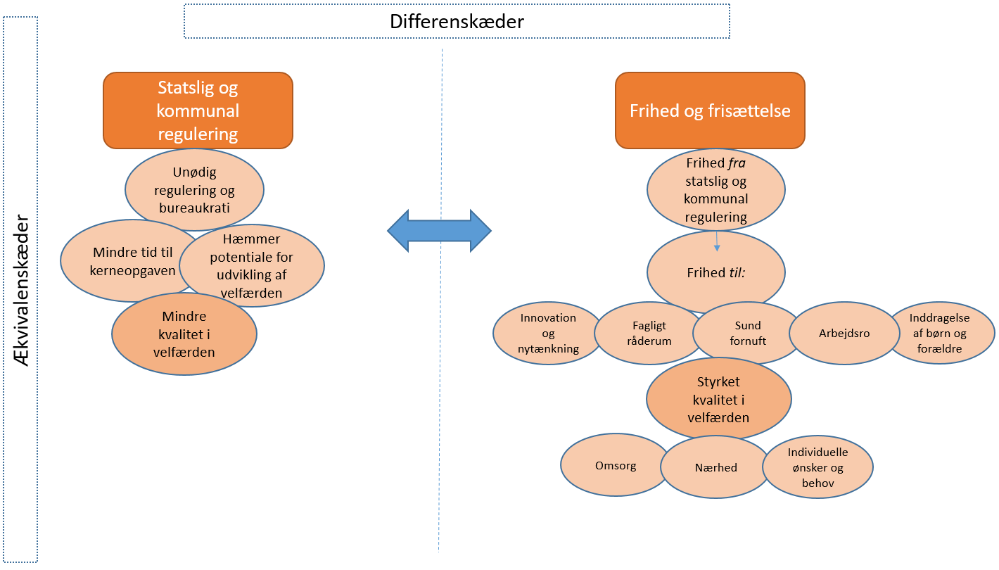 Differenskæder
Ækvivalenskæder
Statslig og
kommunal
regulering
Unødig
regulering og
bureaukrati
Mindre tid til
kerneopgaven
Hæmmer
potentiale for
udvikling af
velfærden
Mindre
kvalitet i
velfærden
Frihed og frisættelse
Frihed fra
statslig og
kommunal
regulering
Frihed til:
Innovation
og
nytænkning
Fagligt
råderum
Sund
fornuft
Arbejdsro
Inddragelse
af børn og
forældre
Styrket
kvalitet i
velfærden
Omsorg
Nærhed
Individuelle
ønsker og
behov